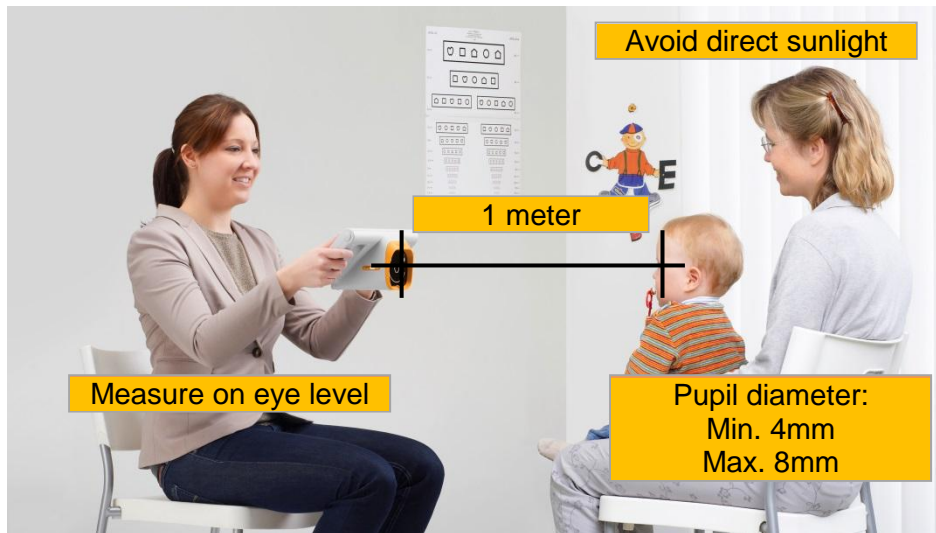 Avoid direct sunlight
C E
1 meter
Measure on eye level
Pupil diameter:
Min. 4mm
Max. 8mm